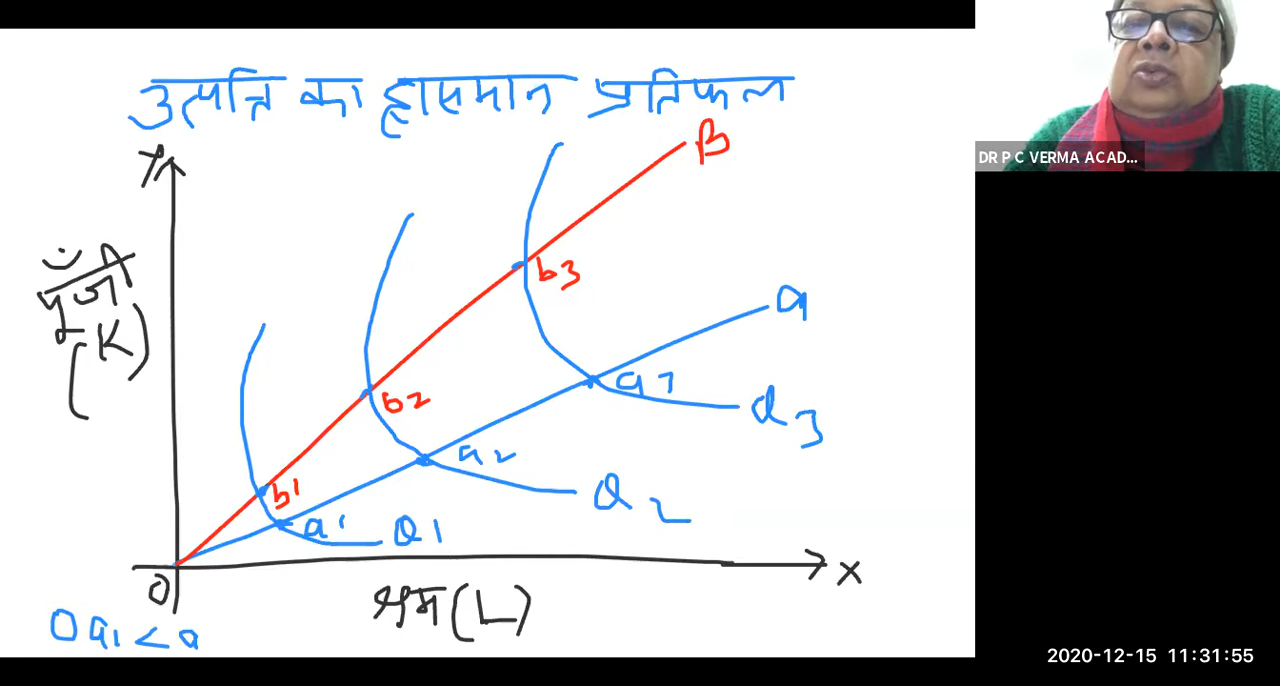 उत्पत्ति का ह्रासमान प्रतिफल
Y
B
b3
a
पूँजी
(K)
a3
Q3
b2
a2
Q2
b1
a1
Q1
O
X
श्रम (L)
Oa1 < a
DR P C VERMA ACAD...
2020-12-15 11:31:55